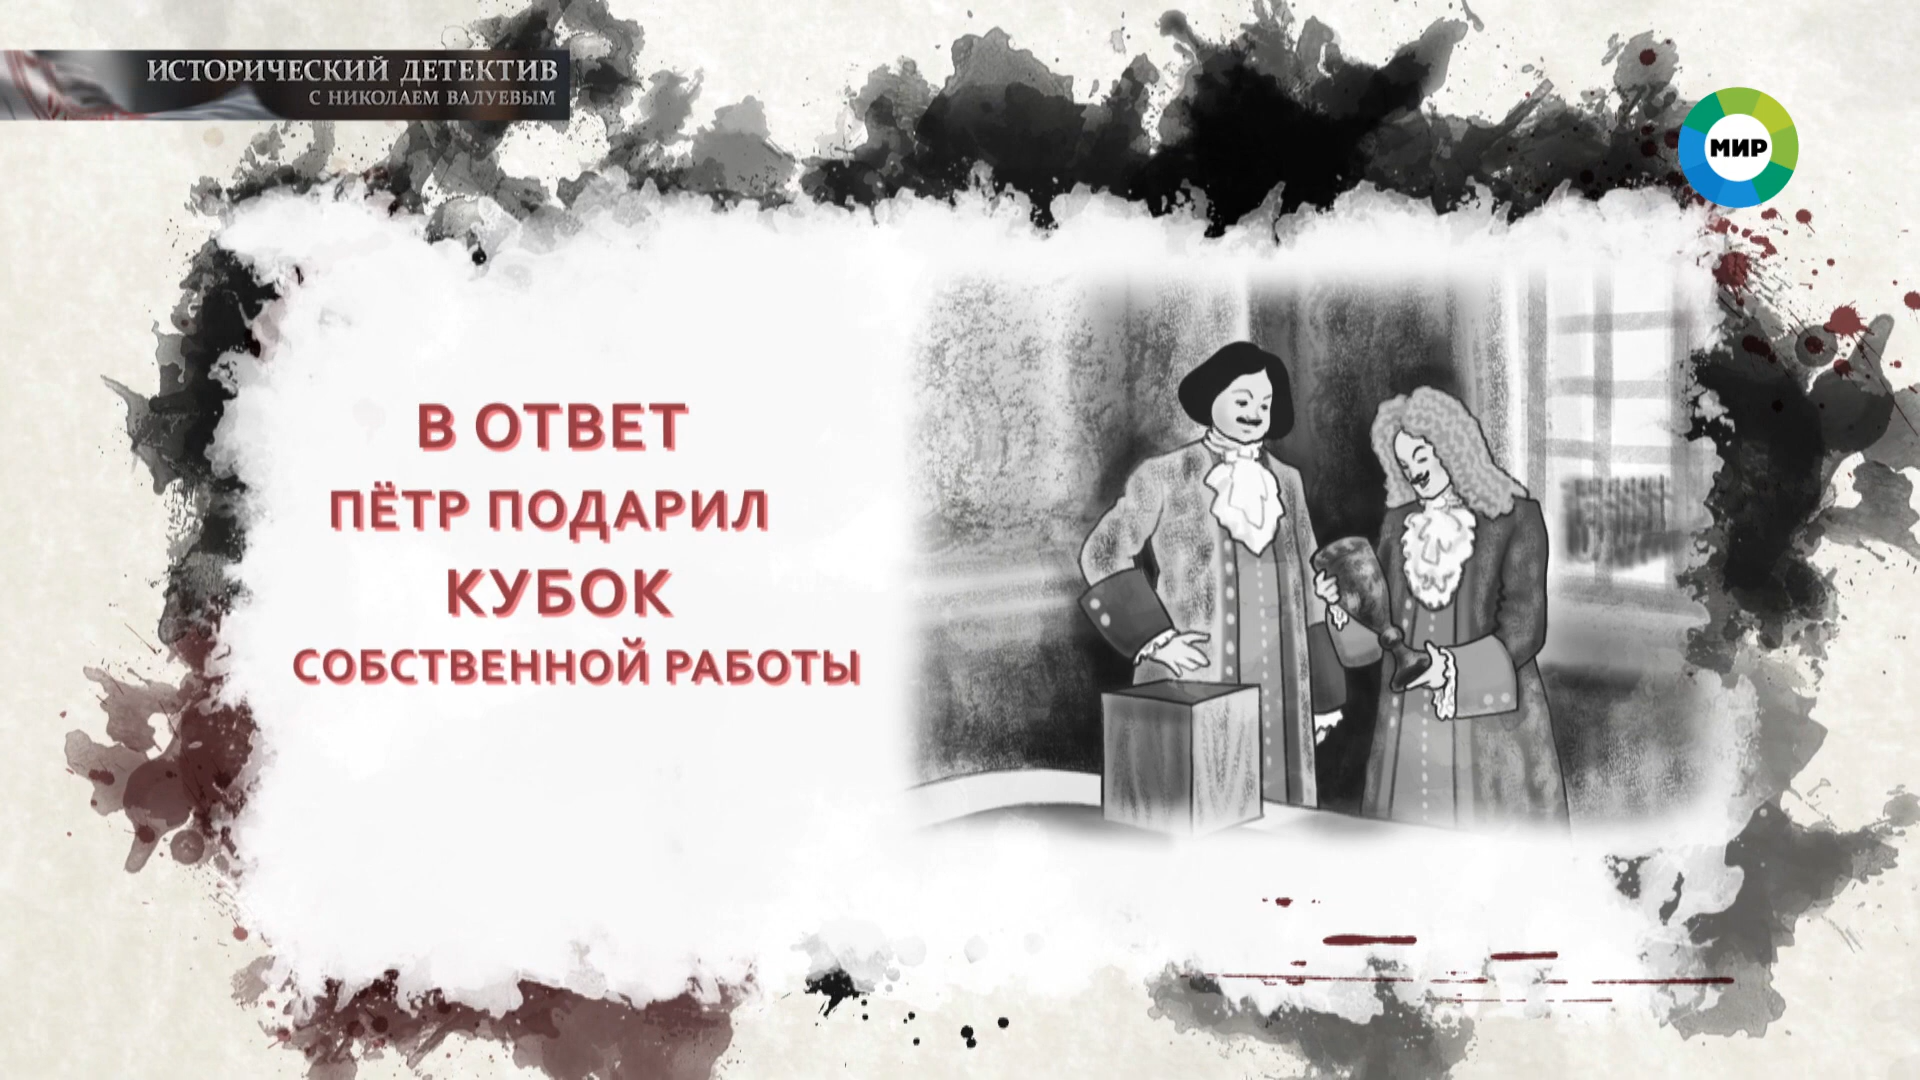 ИСТОРИЧЕСКИЙ ДЕТЕКТИВ
С НИКОЛАЕМ ВАЛУЕВЫМ
МИР
В ОТВЕТ
ПЁТР ПОДАРИЛ
КУБОК
СОБСТВЕННОЙ РАБОТЫ